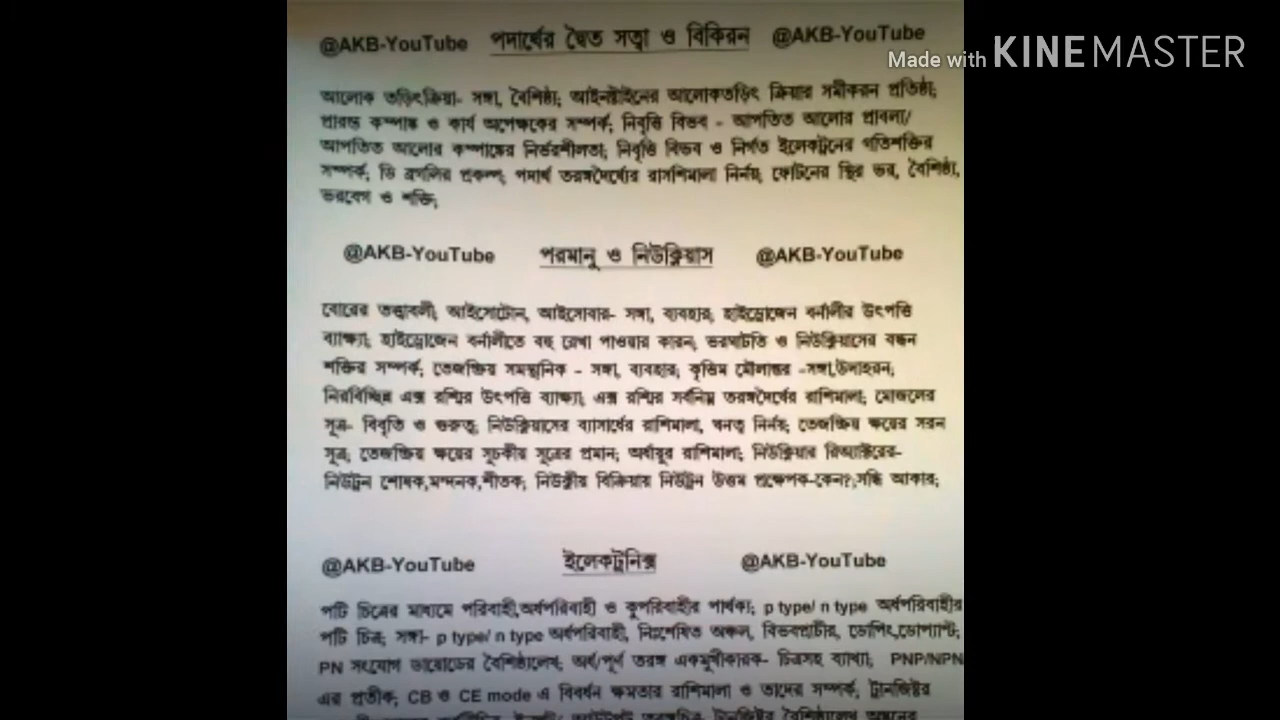 @AKB-YouTube পদার্থের দ্বৈত সত্বা ও বিকিরন @AKB-YouTube
Made with KINEMASTER
আলোক তড়িৎক্রিয়া- সঙ্গা, বৈশিষ্ঠ্য; আইনষ্টাইনের আলোকতড়িৎ ক্রিয়ার সমীকরন প্রতিষ্ঠা;
প্রারম্ভ কম্পাঙ্ক ও কার্য অপেক্ষকের সম্পর্ক; নিবৃত্তি বিভব - আপতিত আলোর প্রাবল্য/
আপতিত আলোর কম্পাঙ্কের নির্ভরশীলতা; নিবৃত্তি বিভব ও নির্গত ইলেকট্রনের গতিশক্তির
সম্পর্ক; ডি ব্রগলির প্রকল্প; পদার্থ তরঙ্গদৈর্ঘ্যের রাসশিমালা নির্নয়; ফোটনের স্থির ভর, বৈশিষ্ঠ্য,
ভরবেগ ও শক্তি;
@AKB-YouTube পরমানু ও নিউক্লিয়াস @AKB-YouTube
বোরের তত্ত্বাবলী; আইসোটোন, আইসোবার- সঙ্গা, ব্যবহার; হাইড্রোজেন বর্নালীর উৎপত্তি
ব্যাক্ষ্যা; হাইড্রোজেন বর্নালীতে বহু রেখা পাওয়ার কারন; ভরঘাটতি ও নিউক্লিয়াসের বন্ধন
শক্তির সম্পর্ক; তেজষ্ক্রিয় সমস্থানিক - সঙ্গা, ব্যবহার; কৃত্তিম মৌলান্তর -সঙ্গা,উদাহরন;
নিরবিচ্ছিন্ন এক্স রশ্মির উৎপত্তি ব্যাক্ষ্যা; এক্স রশ্মির সর্বনিম্ন তরঙ্গদৈর্ঘের রাশিমালা; মোজলের
সূত্র- বিবৃতি ও গুরুত্ব; নিউক্লিয়াসের ব্যাসার্ধের রাশিমালা, ঘনত্ব নির্নয়; তেজষ্ক্রিয় ক্ষয়ের সরন
সূত্র; তেজষ্ক্রিয় ক্ষয়ের সূচকীয় সূত্রের প্রমান; অর্ধায়ুর রাশিমালা; নিউক্লিয়ার রিঅ্যাক্টরের-
নিউট্রন শোষক,মন্দনক,শীতক; নিউক্লীয় বিক্রিয়ায় নিউট্রন উত্তম প্রক্ষেপক-কেন?,সন্ধি আকার;
@AKB-YouTube ইলেকট্রনিক্স @AKB-YouTube
পটি চিত্রের মাধ্যমে পরিবাহী,অর্ধপরিবাহী ও কুপরিবাহীর পার্থক্য; p type/ n type অর্ধপরিবাহীর
পটি চিত্র; সঙ্গা- p type/ n type অর্ধপরিবাহী, নিঃশেষিত অঞ্চল, বিভবপ্রাচীর, ডোপিং,ডোপ্যান্ট;
PN সংযোগ ডায়োডের বৈশিষ্ঠ্যলেখ; অর্ধ/পূর্ণ তরঙ্গ একমুখীকারক- চিত্রসহ ব্যাখ্যা; PNP/NPN
এর প্রতীক; CB ও CE mode এ বিবর্ধন ক্ষমতার রাশিমালা ও তাদের সম্পর্ক, ট্রানজিষ্টর